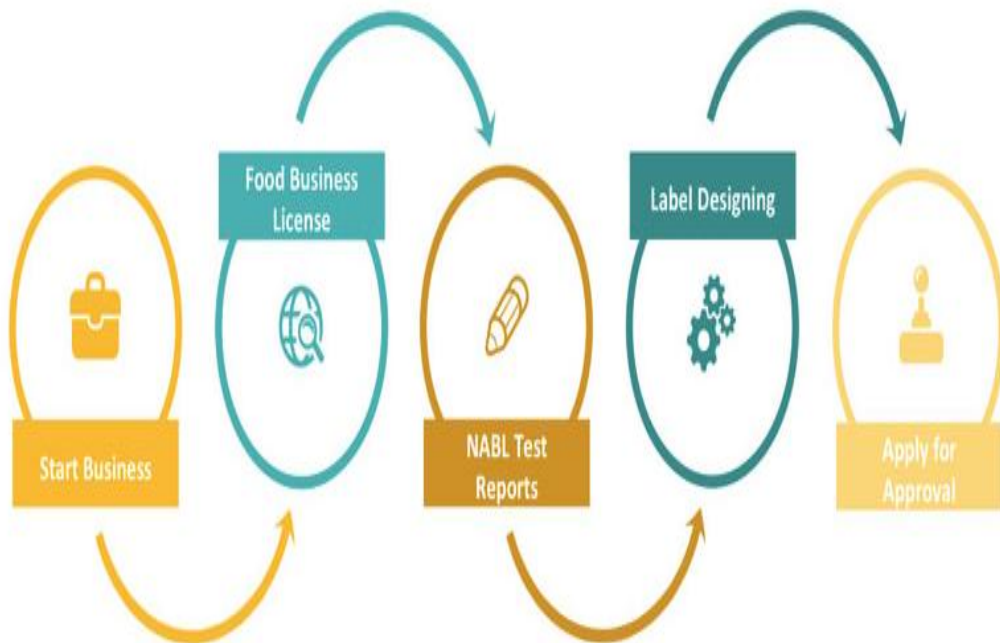 Start Business
Food Business
License
NABL Test
Reports
Label Designing
Apply for
Approval